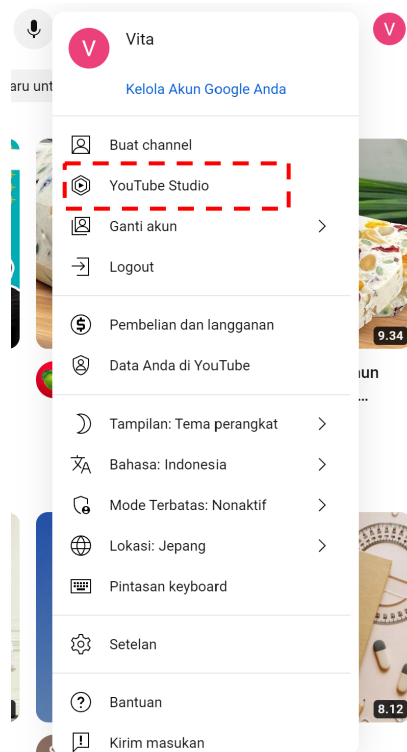 V
Vita
V
Kelola Akun Google Anda
aru unt
Buat channel
YouTube Studio
Ganti akun
Logout
Pembelian dan langganan
9.34
Data Anda di YouTube
un
...
Tampilan: Tema perangkat
Bahasa: Indonesia
Mode Terbatas: Nonaktif
Lokasi: Jepang
Pintasan keyboard
Setelan
Bantuan
8.12
Kirim masukan